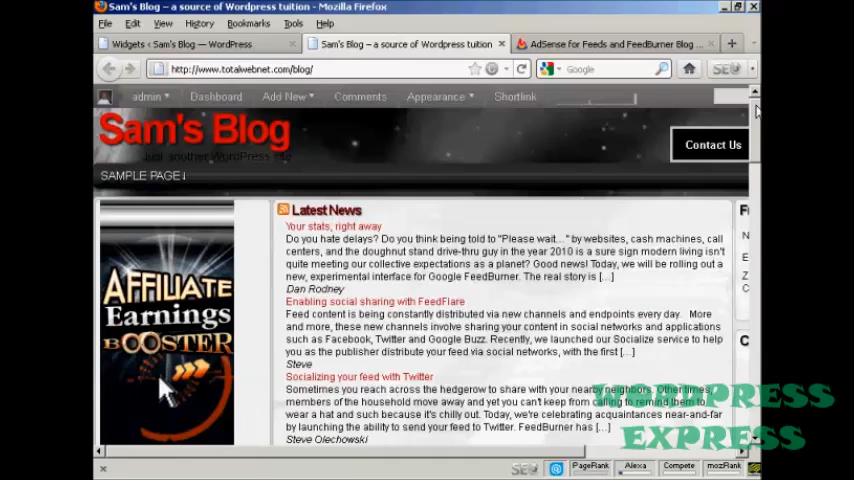 Sam's Blog – a source of Wordpress tuition - Mozilla Firefox
File Edit View History Bookmarks Tools Help
Widgets ‹ Sam's Blog — WordPress
Sam's Blog – a source of Wordpress tuition
AdSense for Feeds and FeedBurner Blog ...
http://www.totalwebnet.com/blog/
Google
SEO
admin Dashboard Add New Comments Appearance Shortlink
Sam's Blog
Just another WordPress site
Contact Us
SAMPLE PAGE↓
AFFILIATE
Earnings
BOOSTER
Latest News
Your stats, right away
Do you hate delays? Do you think being told to "Please wait..." by websites, cash machines, call
centers, and the doughnut stand drive-thru guy in the year 2010 is a sure sign modern living isn't
quite meeting our collective expectations as a planet? Good news! Today, we will be rolling out a
new, experimental interface for Google FeedBurner. The real story is [...]
Dan Rodney
Enabling social sharing with FeedFlare
Feed content is being constantly distributed via new channels and endpoints every day. More
and more, these new channels involve sharing your content in social networks and applications
such as Facebook, Twitter and Google Buzz. Recently, we launched our Socialize service to help
you as the publisher distribute your feed via social networks, with the first [...]
Steve
Socializing your feed with Twitter
Sometimes you reach across the hedgerow to share with your nearby neighbors. Other times,
members of the household move away and yet you can't keep from calling to remind them to
wear a hat and such because it's chilly out. Today, we're celebrating acquaintances near-and-far
by launching the ability to send your feed to Twitter. FeedBurner has [...]
Steve Olechowski
WORDPRESS
EXPRESS
SEO PageRank Alexa Compete mozRank